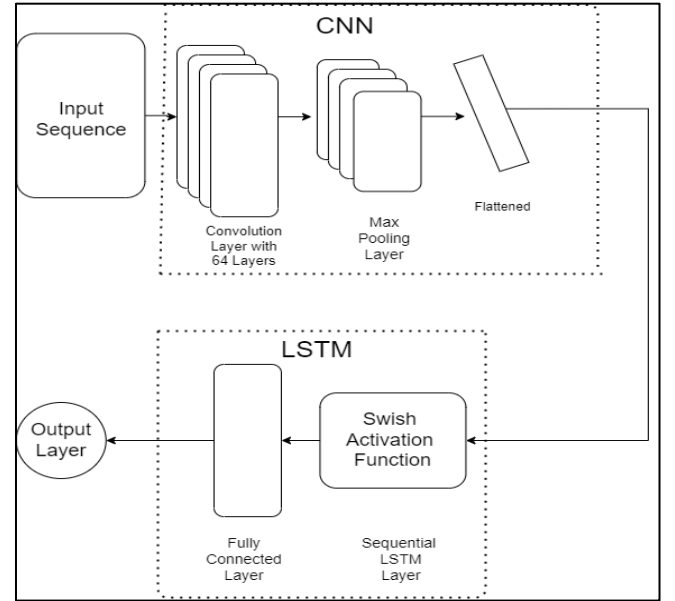 CNN
Input
Sequence
Convolution
Layer with
64 Layers
Max
Pooling
Layer
Flattened
LSTM
Swish
Activation
Function
Output
Layer
Fully
Connected
Layer
Sequential
LSTM
Layer